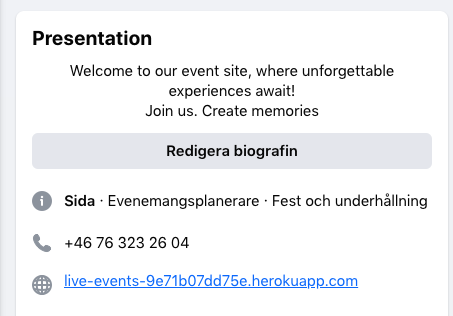 Presentation
Welcome to our event site, where unforgettable
experiences await!
Join us. Create memories
Redigera biografin
Sida · Evenemangsplanerare · Fest och underhållning
+46 76 323 26 04
live-events-9e71b07dd75e.herokuapp.com